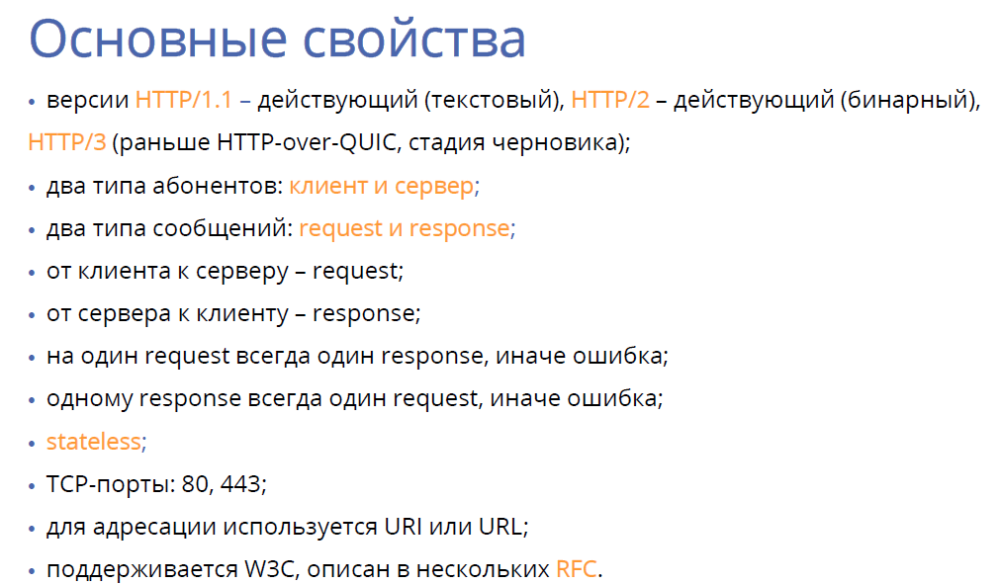 Основные свойства
• версии HTTP/1.1 – действующий (текстовый), HTTP/2 – действующий (бинарный),
HTTP/3 (раньше HTTP-over-QUIC, стадия черновика);
• два типа абонентов: клиент и сервер;
• два типа сообщений: request и response;
• от клиента к серверу – request;
• от сервера к клиенту – response;
• на один request всегда один response, иначе ошибка;
• одному response всегда один request, иначе ошибка;
• stateless;
• TCP-порты: 80, 443;
• для адресации используется URI или URL;
• поддерживается W3C, описан в нескольких RFC.